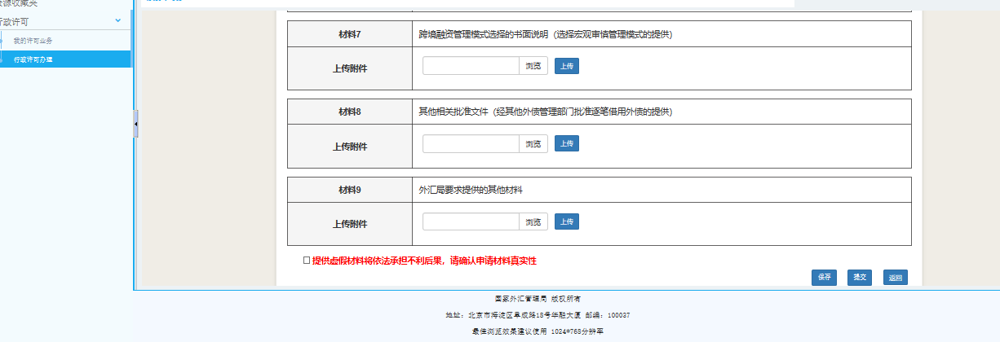 行政许可
我的许可业务
行政许可办理
材料7 跨境融资管理模式选择的书面说明（选择宏观审慎管理模式的提供）
上传附件 浏览 上传
材料8 其他相关批准文件（经其他外债管理部门批准逐笔借用外债的提供）
上传附件 浏览 上传
材料9 外汇局要求提供的其他材料
上传附件 浏览 上传
提供虚假材料将依法承担不利后果，请确认申请材料真实性
保存 提交 返回
国家外汇管理局 版权所有
地址：北京市海淀区阜成路18号华融大厦 邮编：100037
最佳浏览效果建议使用 1024*768分辨率